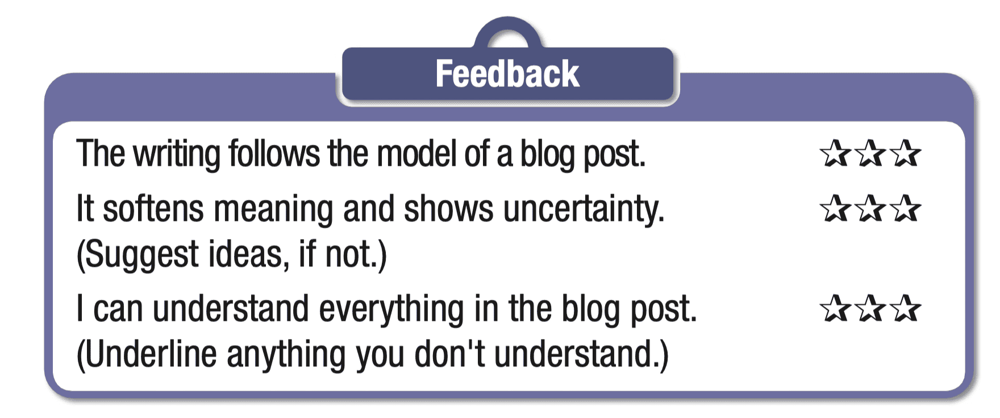 Feedback
The writing follows the model of a blog post. ☆☆☆
It softens meaning and shows uncertainty. ☆☆☆
(Suggest ideas, if not.)
I can understand everything in the blog post. ☆☆☆
(Underline anything you don't understand.)